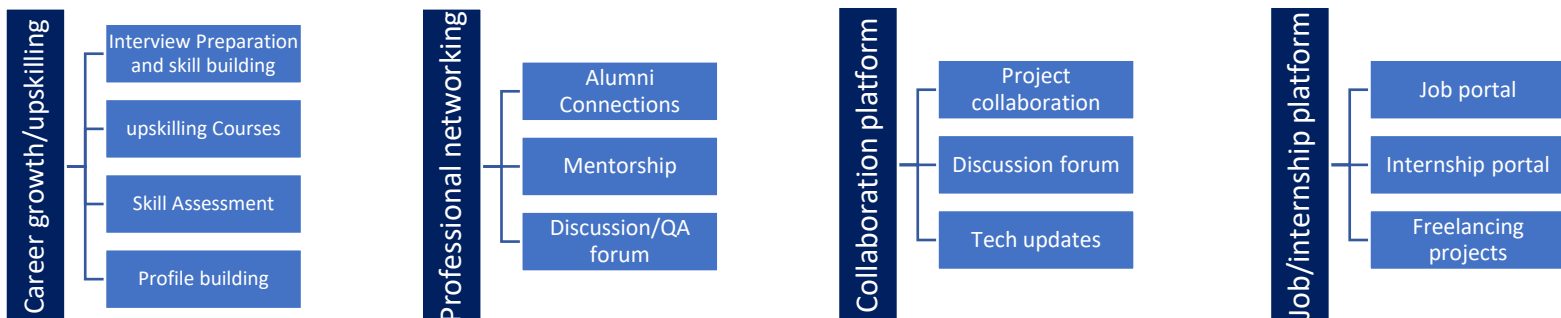 Career growth/upskilling
Interview Preparation
and skill building
upskilling Courses
Skill Assessment
Profile building
Professional networking
Alumni
Connections
Mentorship
Discussion/QA
forum
Collaboration platform
Project
collaboration
Discussion forum
Tech updates
Job/internship platform
Job portal
Internship portal
Freelancing
projects